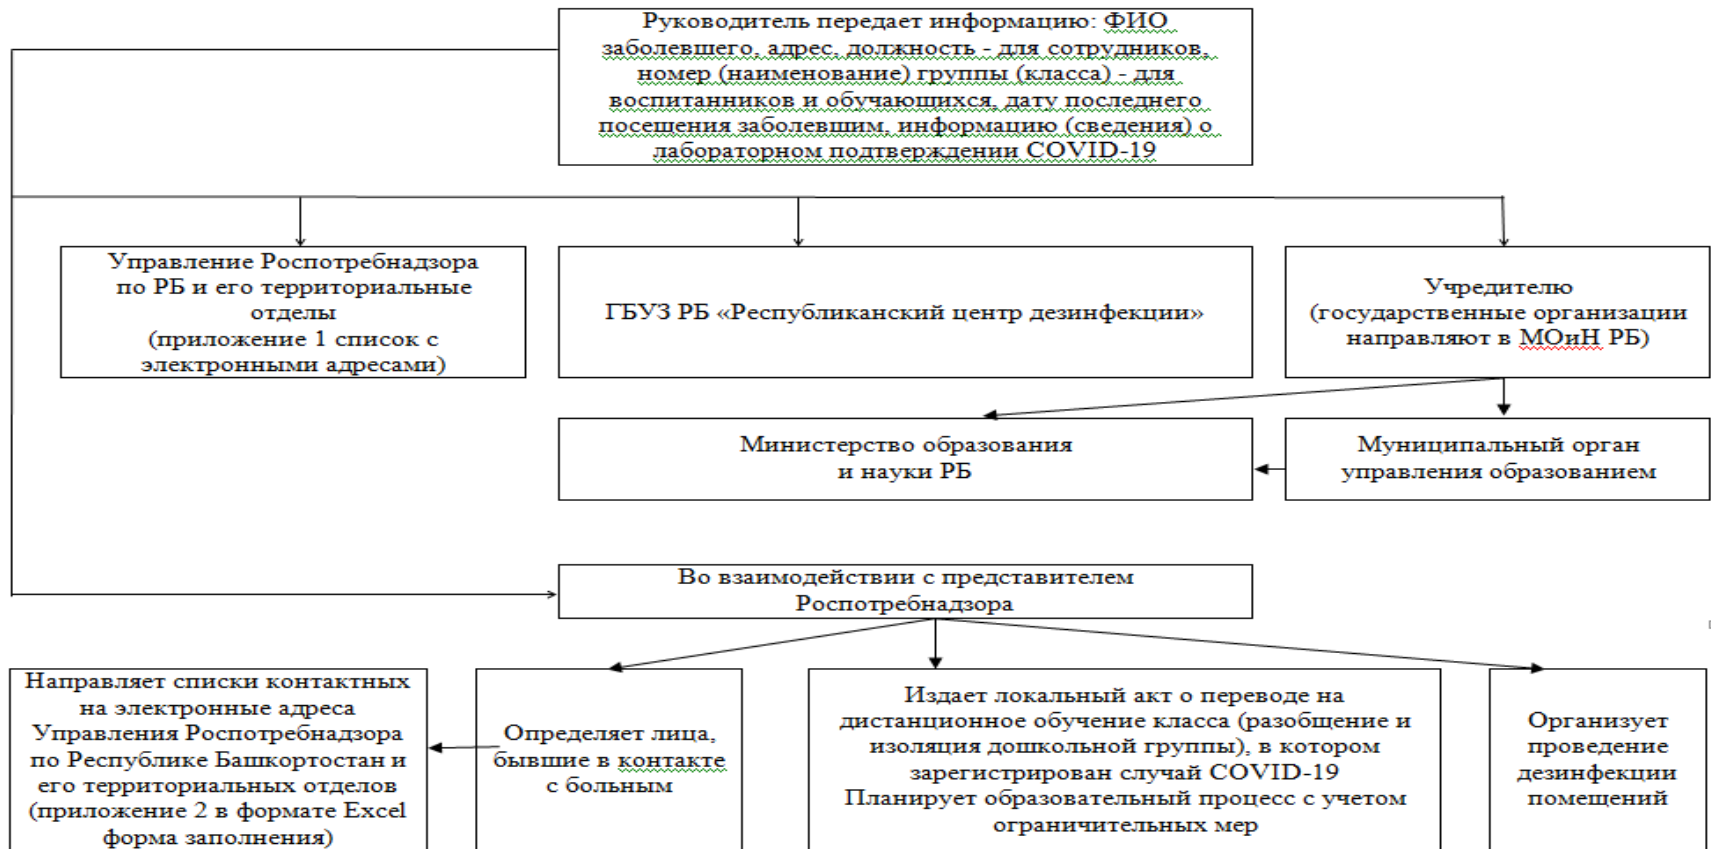 Руководитель передает информацию: ФИО
заболевшего, адрес, должность - для сотрудников,
номер (наименование) группы (класса) - для
воспитанников и обучающихся, дату последнего
посещения заболевшим, информацию (сведения) о
лабораторном подтверждении COVID-19
Управление Роспотребнадзора
по РБ и его территориальные
отделы
(приложение 1 список с
электронными адресами)
ГБУЗ РБ «Республиканский центр дезинфекции»
Учредителю
(государственные организации
направляют в МОиН РБ)
Министерство образования
и науки РБ
Муниципальный орган
управления образованием
Во взаимодействии с представителем
Роспотребнадзора
Направляет списки контактных
на электронные адреса
Управления Роспотребнадзора
по Республике Башкортостан и
его территориальных отделов
(приложение 2 в формате Excel
форма заполнения)
Определяет лица,
бывшие в контакте
с больным
Издает локальный акт о переводе на
дистанционное обучение класса (разобщение и
изоляция дошкольной группы), в котором
зарегистрирован случай COVID-19
Планирует образовательный процесс с учетом
ограничительных мер
Организует
проведение
дезинфекции
помещений